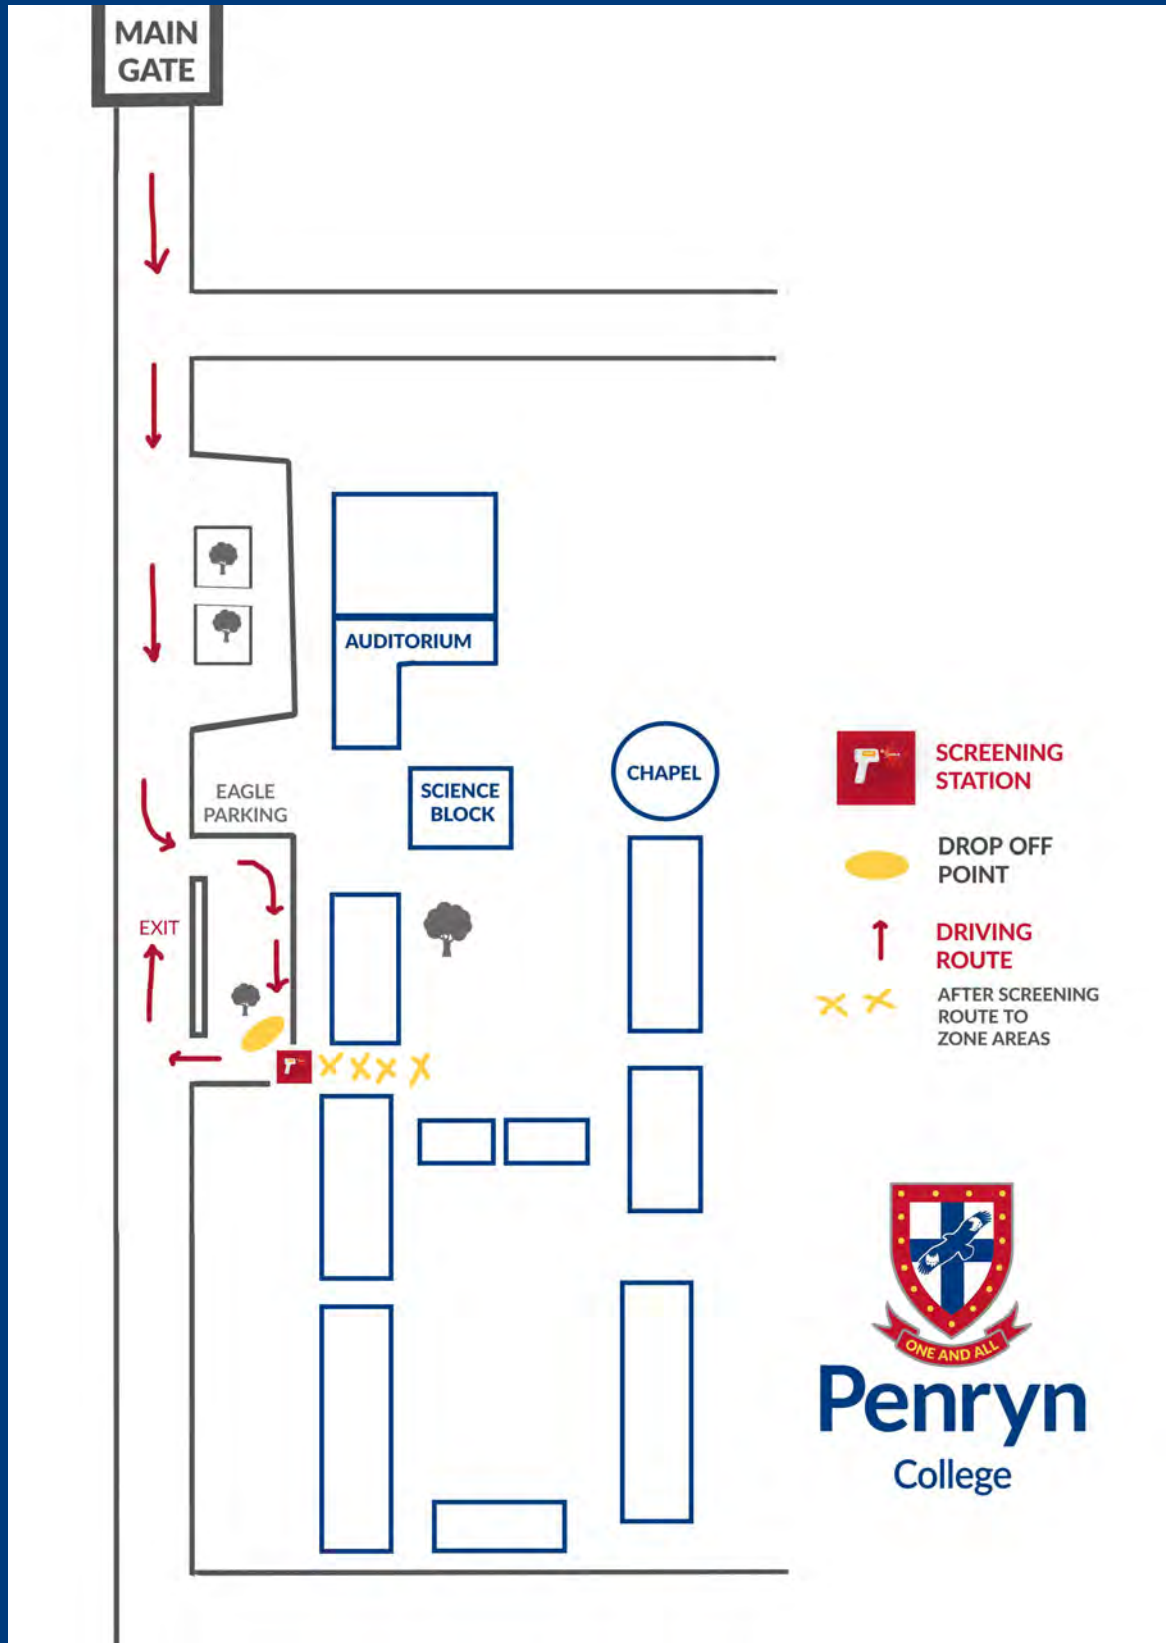 MAIN
GATE
AUDITORIUM
SCIENCE
BLOCK
CHAPEL
EAGLE
PARKING
EXIT
SCREENING
STATION
DROP OFF
POINT
DRIVING
ROUTE
AFTER SCREENING
ROUTE TO
ZONE AREAS
ONE AND ALL
Penryn
College